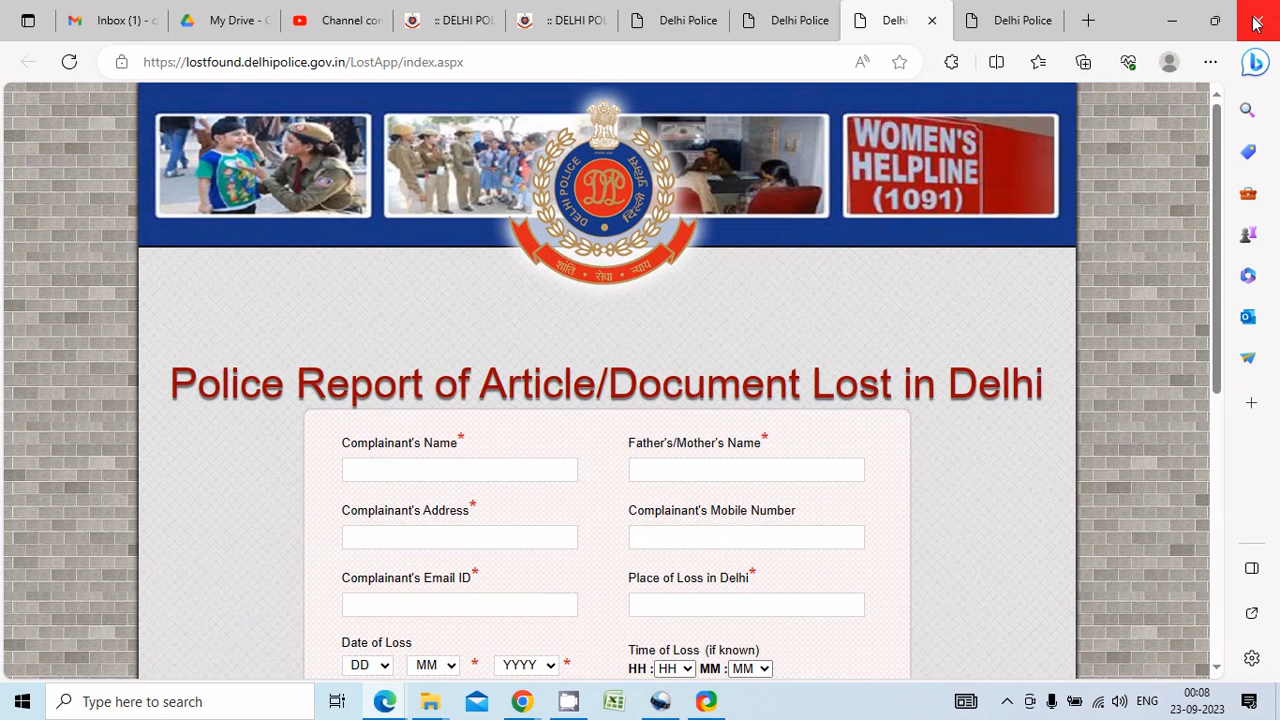 Inbox (1) - c
My Drive - G
Channel con
:: DELHI POL
:: DELHI POL
Delhi Police
Delhi Police
Delhi
Delhi Police
https://lostfound.delhipolice.gov.in/LostApp/index.aspx
DELHI POLICE
दिल्ली पुलिस
DP
शांति • सेवा • न्याय
WOMEN'S
HELPLINE
(1091)
Police Report of Article/Document Lost in Delhi
Complainant's Name*
Father's/Mother's Name*
Complainant's Address*
Complainant's Mobile Number
Complainant's Email ID*
Place of Loss in Delhi*
Date of Loss
Time of Loss (if known)
DD MM * YYYY *
HH : HH MM : MM
Type here to search
ENG
00:08
23-09-2023